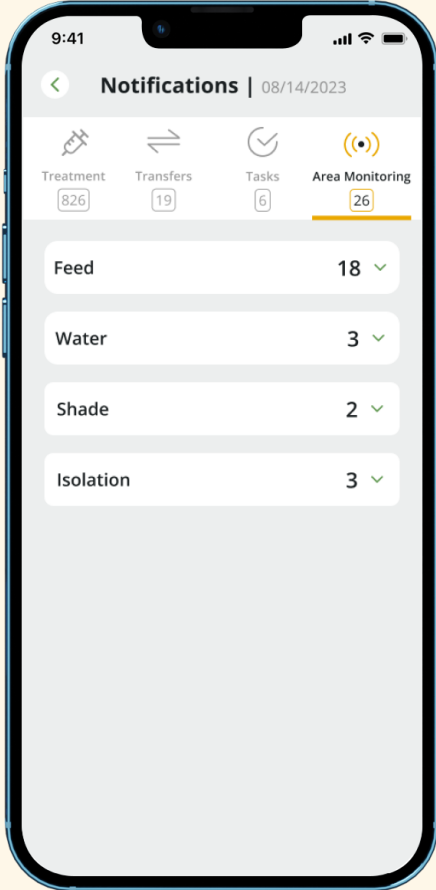 9:41
Notifications | 08/14/2023
Treatment Transfers Tasks Area Monitoring
826 19 6 26
Feed 18
Water 3
Shade 2
Isolation 3